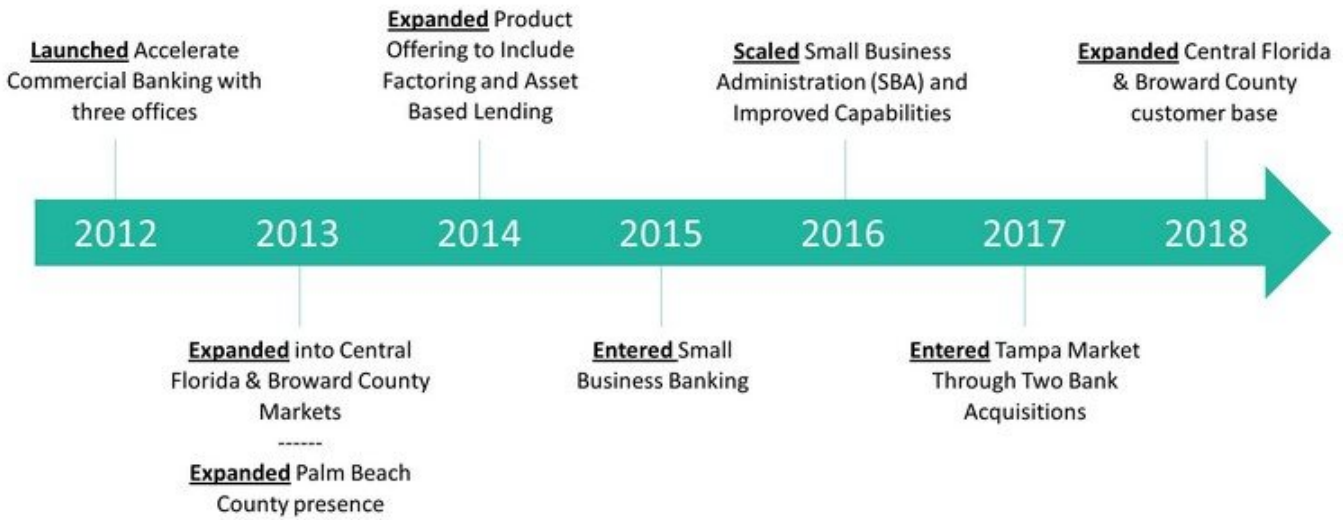 Launched Accelerate
Commercial Banking with
three offices
Expanded Product
Offering to Include
Factoring and Asset
Based Lending
Scaled Small Business
Administration (SBA) and
Improved Capabilities
Expanded Central Florida
& Broward County
customer base
2012 2013 2014 2015 2016 2017 2018
Expanded into Central
Florida & Broward County
Markets
------
Expanded Palm Beach
County presence
Entered Small
Business Banking
Entered Tampa Market
Through Two Bank
Acquisitions